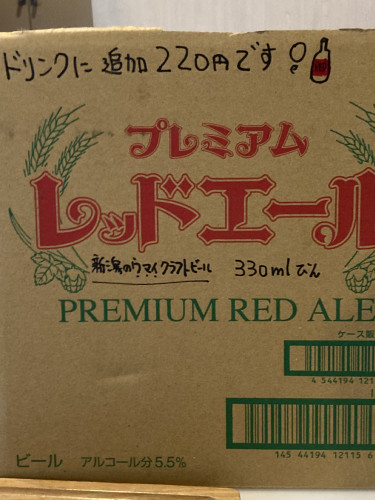 ドリンクに追加220円です!
プレミアム
レッドエール
新潟のウマイクラフトビール 330mlびん
PREMIUM RED ALE
ケース販
4 544194 121
1
145 44194 12115 6
ビール アルコール分5.5%